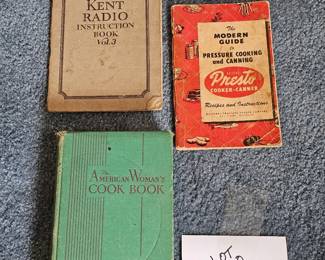 KENT
RADIO
INSTRUCTION
BOOK
Vol. 3
The
MODERN
GUIDE
to
PRESSURE COOKING
and CANNING
Presto
COOKER-CANNER
Recipes and Instructions
The
AMERICAN WOMAN'S
COOK BOOK
LOT